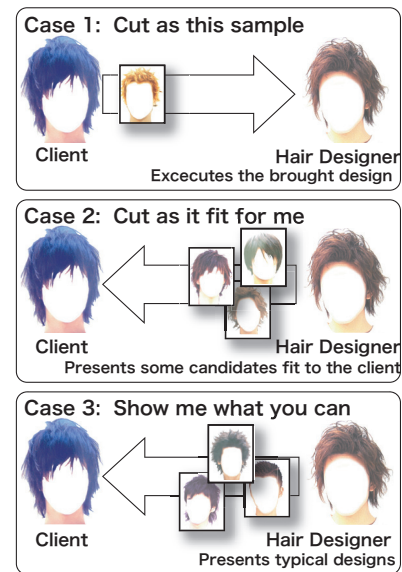 Case 1: Cut as this sample
Client
Hair Designer
Excecutes the brought design
Case 2: Cut as it fit for me
Client
Hair Designer
Presents some candidates fit to the client
Case 3: Show me what you can
Client
Hair Designer
Presents typical designs